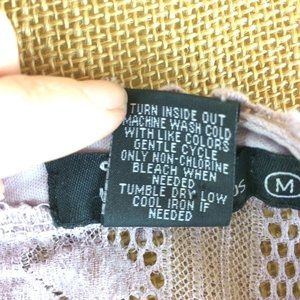 TURN INSIDE OUT
MACHINE WASH COLD
WITH LIKE COLORS
GENTLE CYCLE
ONLY NON-CHLORINE
BLEACH WHEN
NEEDED
TUMBLE DRY LOW
COOL IRON IF
NEEDED
M